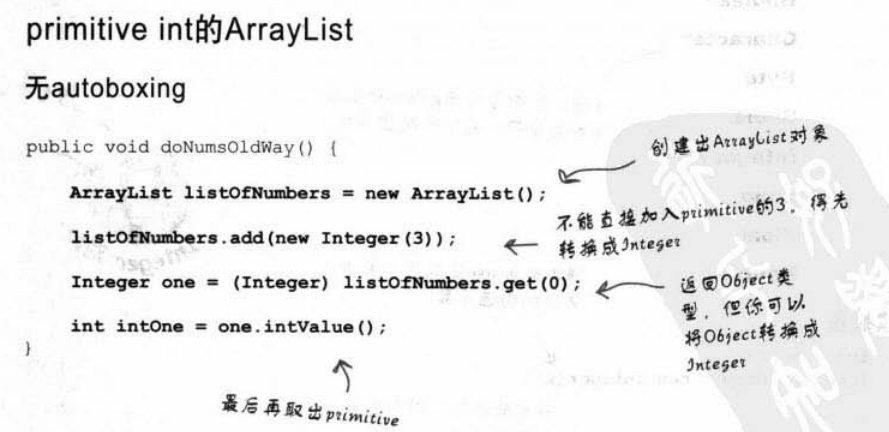 primitive int的ArrayList
无autoboxing
public void doNumsOldWay() {
创建出ArrayList对象
ArrayList listOfNumbers = new ArrayList();
不能直接加入primitive的3，得先
转换成Integer
listOfNumbers.add(new Integer(3));
Integer one = (Integer) listOfNumbers.get(0);
返回Object类
型，但你可以
将Object转换成
Integer
int intOne = one.intValue();
}
最后再取出primitive